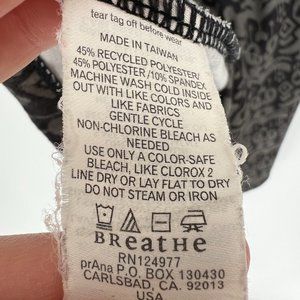 tear tag off before wear
MADE IN TAIWAN
45% RECYCLED POLYESTER/
45% POLYESTER /10% SPANDEX
MACHINE WASH COLD INSIDE
OUT WITH LIKE COLORS AND
LIKE FABRICS
GENTLE CYCLE
NON-CHLORINE BLEACH AS
NEEDED
USE ONLY A COLOR-SAFE
BLEACH, LIKE CLOROX 2
LINE DRY OR LAY FLAT TO DRY
DO NOT STEAM OR IRON
BReatHe
RN124977
prAna P.O. BOX 130430
CARLSBAD, CA. 92013
USA